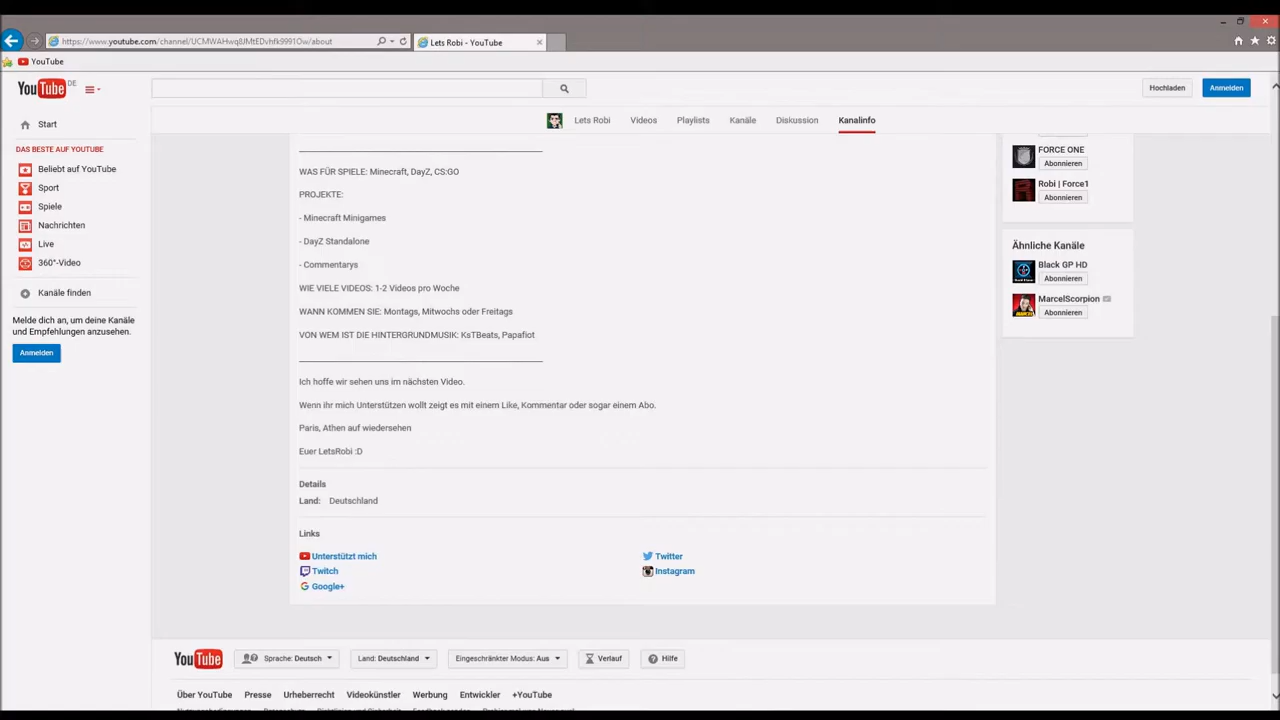 https://www.youtube.com/channel/UCMWAHwq8JMtEDvhfk9991Ow/about
Lets Robi - YouTube
YouTube
YouTube DE
Hochladen
Anmelden
Lets Robi
Videos
Playlists
Kanäle
Diskussion
Kanalinfo
Start
DAS BESTE AUF YOUTUBE
Beliebt auf YouTube
Sport
Spiele
Nachrichten
Live
360°-Video
Kanäle finden
Melde dich an, um deine Kanäle
und Empfehlungen anzusehen.
Anmelden
WAS FÜR SPIELE: Minecraft, DayZ, CS:GO
PROJEKTE:
- Minecraft Minigames
- DayZ Standalone
- Commentarys
WIE VIELE VIDEOS: 1-2 Videos pro Woche
WANN KOMMEN SIE: Montags, Mitwochs oder Freitags
VON WEM IST DIE HINTERGRUNDMUSIK: KsTBeats, Papafiot
Ich hoffe wir sehen uns im nächsten Video.
Wenn ihr mich Unterstützen wollt zeigt es mit einem Like, Kommentar oder sogar einem Abo.
Paris, Athen auf wiedersehen
Euer LetsRobi :D
Details
Land: Deutschland
Links
Unterstützt mich
Twitter
Twitch
Instagram
Google+
FORCE ONE
Abonnieren
Robi | Force1
Abonnieren
Ähnliche Kanäle
Black GP HD
Abonnieren
MarcelScorpion
Abonnieren
YouTube
Sprache: Deutsch
Land: Deutschland
Eingeschränkter Modus: Aus
Verlauf
Hilfe
Über YouTube
Presse
Urheberrecht
Videokünstler
Werbung
Entwickler
+YouTube